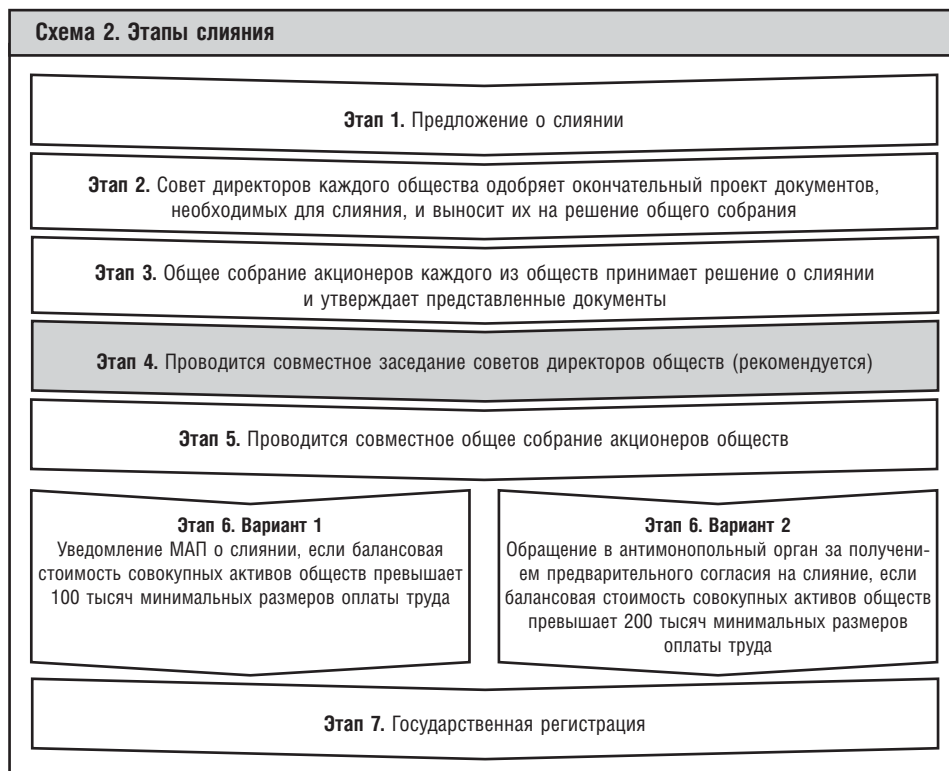 Схема 2. Этапы слияния
Этап 1. Предложение о слиянии
Этап 2. Совет директоров каждого общества одобряет окончательный проект документов,
необходимых для слияния, и выносит их на решение общего собрания
Этап 3. Общее собрание акционеров каждого из обществ принимает решение о слиянии
и утверждает представленные документы
Этап 4. Проводится совместное заседание советов директоров обществ (рекомендуется)
Этап 5. Проводится совместное общее собрание акционеров обществ
Этап 6. Вариант 1
Уведомление МАП о слиянии, если балансовая
стоимость совокупных активов обществ превышает
100 тысяч минимальных размеров оплаты труда
Этап 6. Вариант 2
Обращение в антимонопольный орган за получени-
ем предварительного согласия на слияние, если
балансовая стоимость совокупных активов обществ
превышает 200 тысяч минимальных размеров
оплаты труда
Этап 7. Государственная регистрация